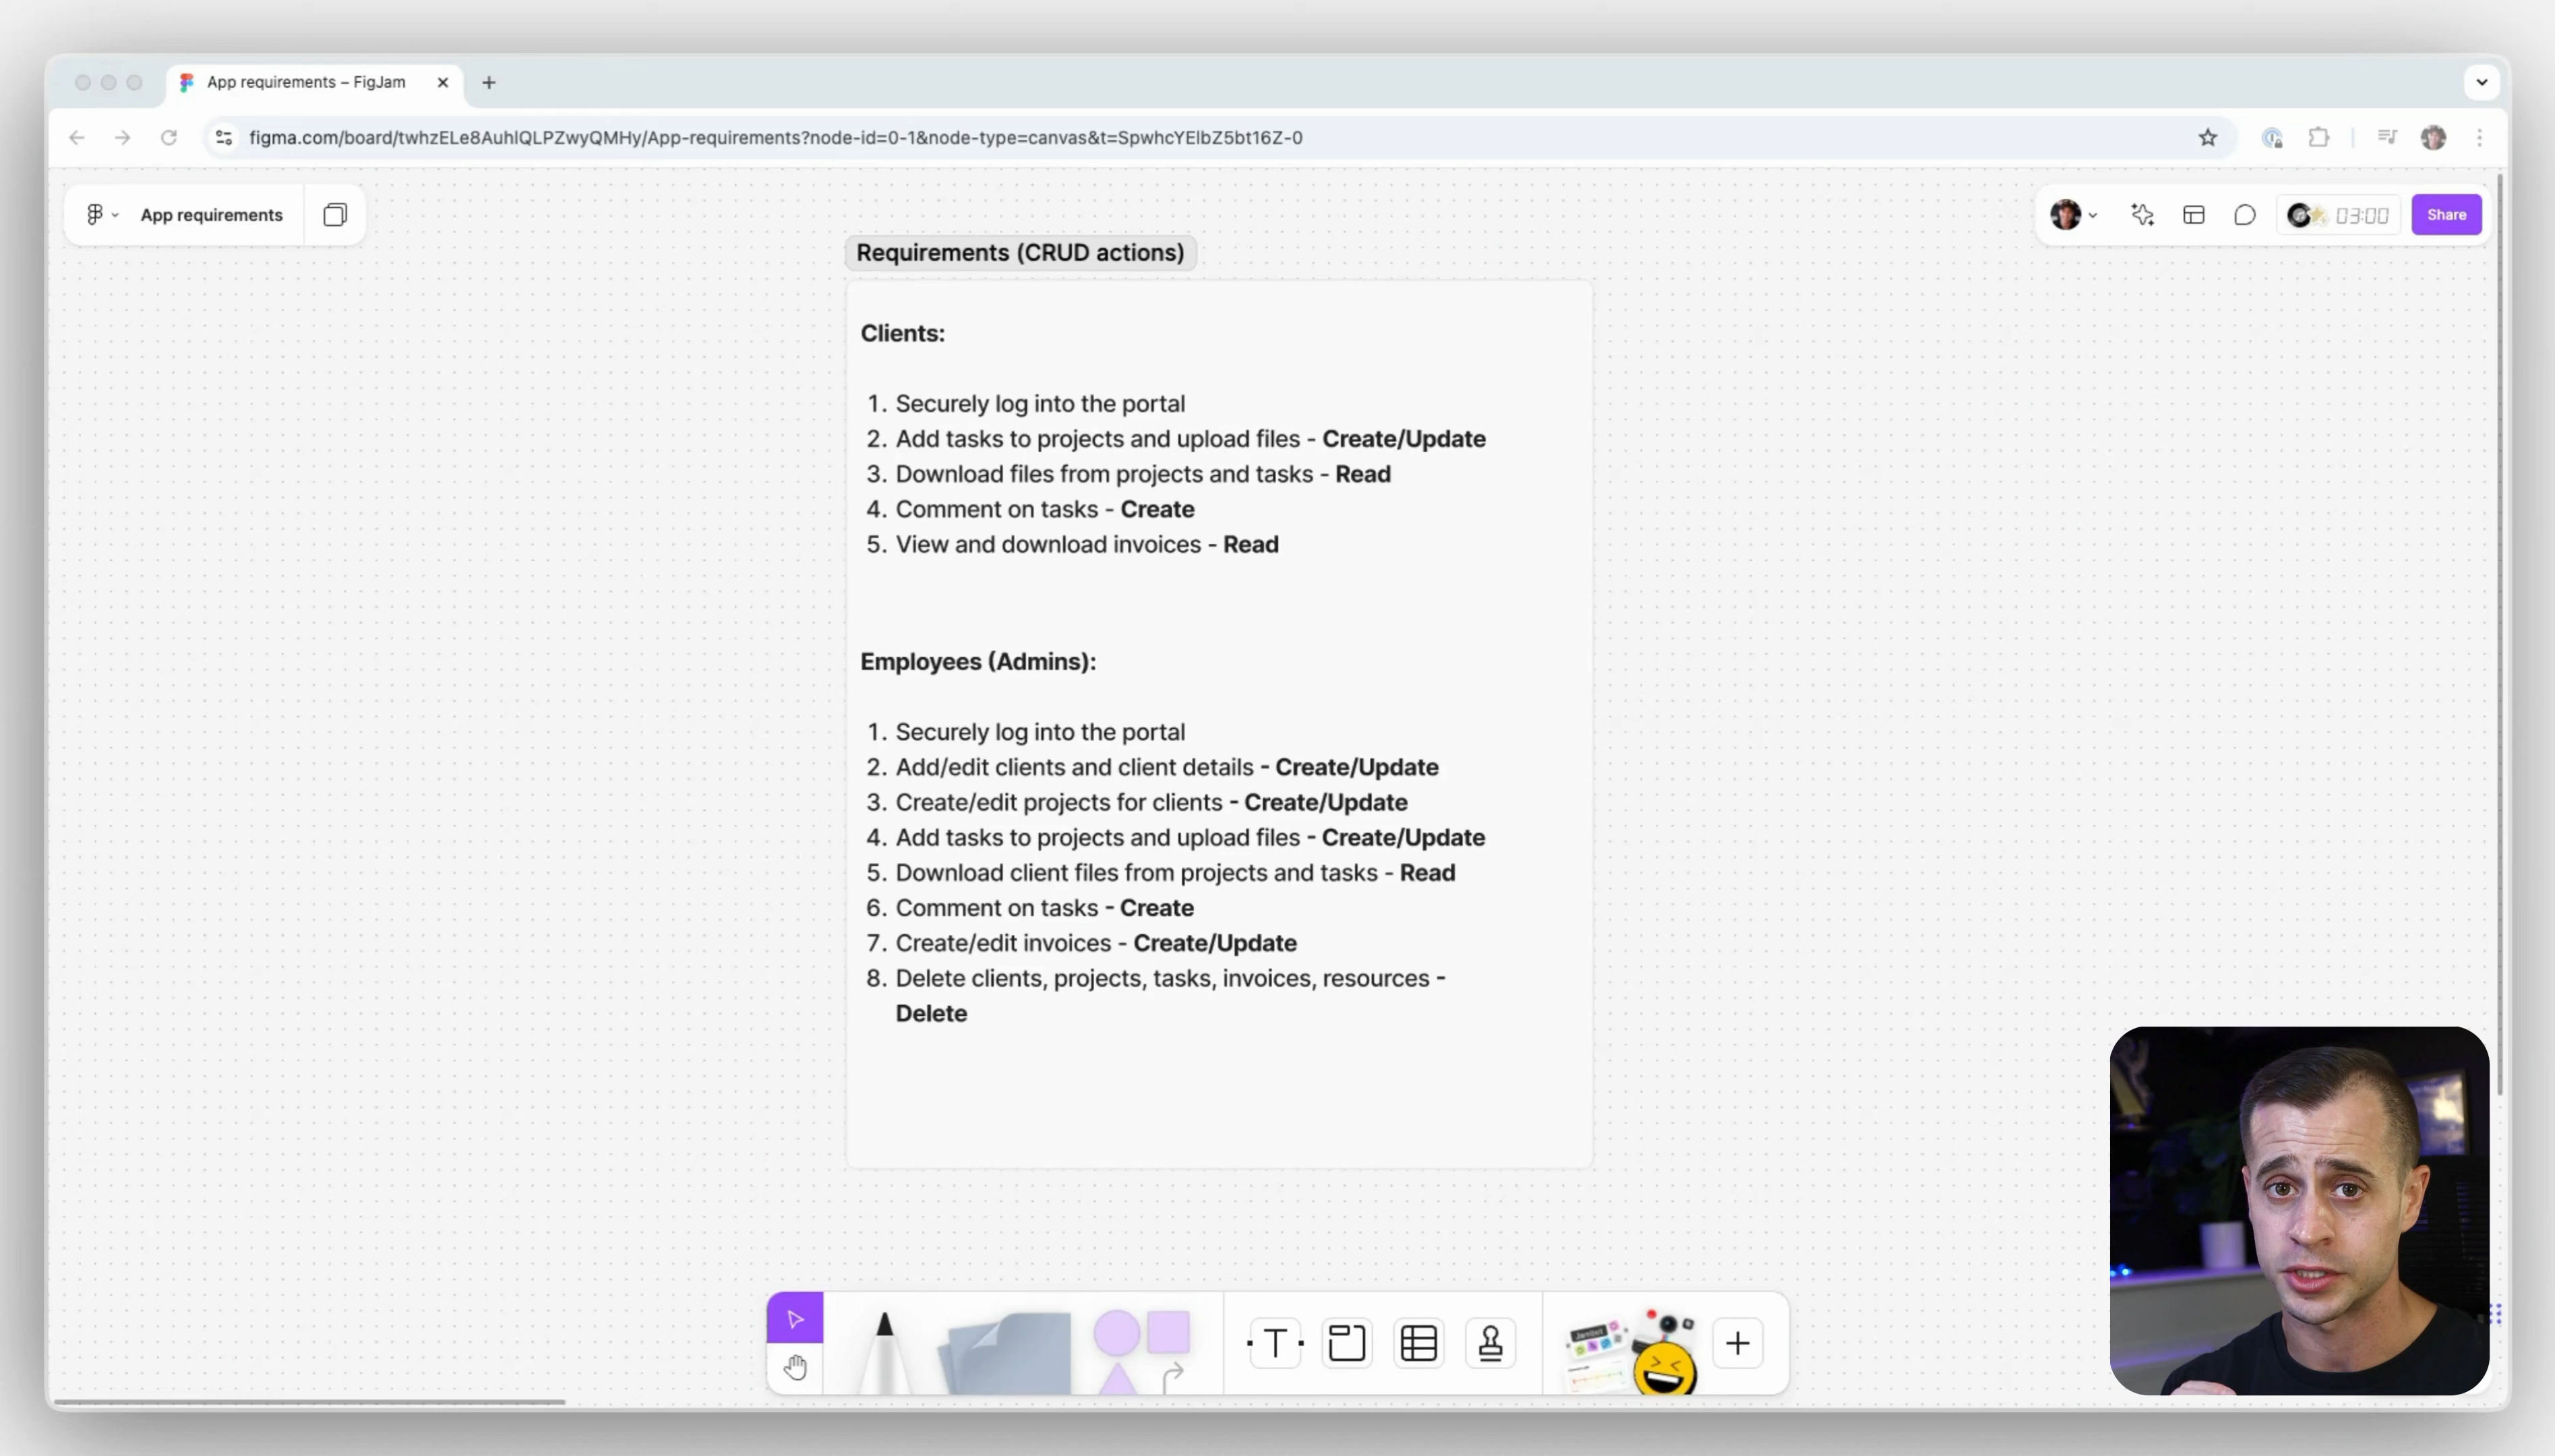 App requirements – FigJam
figma.com/board/twhzELe8AuhlQLPZwyQMHy/App-requirements?node-id=0-1&node-type=canvas&t=SpwhcYElbZ5bt16Z-0
App requirements
03:00
Share
Requirements (CRUD actions)
Clients:
1. Securely log into the portal
2. Add tasks to projects and upload files - Create/Update
3. Download files from projects and tasks - Read
4. Comment on tasks - Create
5. View and download invoices - Read
Employees (Admins):
1. Securely log into the portal
2. Add/edit clients and client details - Create/Update
3. Create/edit projects for clients - Create/Update
4. Add tasks to projects and upload files - Create/Update
5. Download client files from projects and tasks - Read
6. Comment on tasks - Create
7. Create/edit invoices - Create/Update
8. Delete clients, projects, tasks, invoices, resources -
Delete